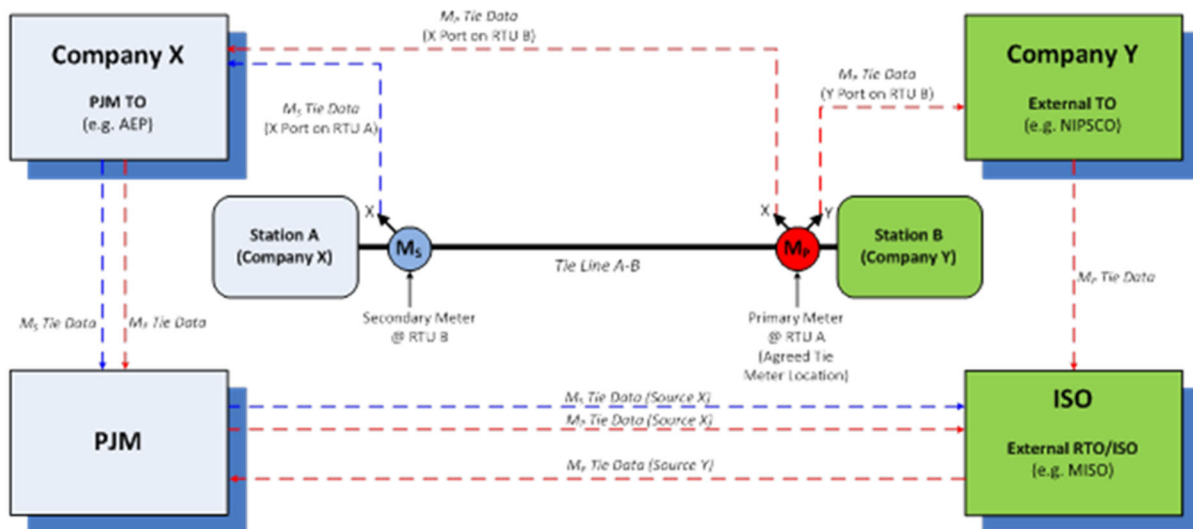 Company X
PJM TO
(e.g. AEP)
Mₚ Tie Data
(X Port on RTU B)
Mₛ Tie Data
(X Port on RTU A)
Mₚ Tie Data
(Y Port on RTU B)
Company Y
External TO
(e.g. NIPSCO)
Station A
(Company X)
X
Mₛ
Tie Line A-B
X
Y
Mₚ
Station B
(Company Y)
Secondary Meter
@ RTU B
Primary Meter
@ RTU A
(Agreed Tie
Meter Location)
Mₛ Tie Data
Mₚ Tie Data
Mₚ Tie Data
PJM
Mₛ Tie Data (Source X)
Mₚ Tie Data (Source X)
Mₚ Tie Data (Source Y)
ISO
External RTO/ISO
(e.g. MISO)